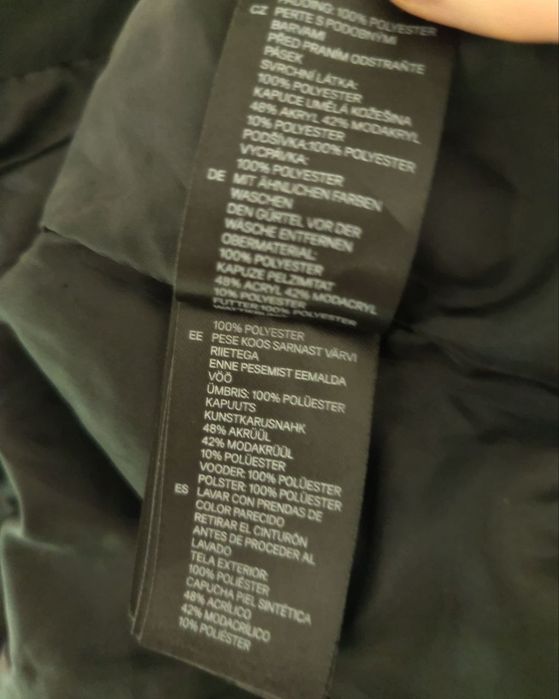 PADDING: 100% POLYESTER
CZ PERTE S PODOBNÝMI
BARVAMI
PŘED PRANÍM ODSTRAŇTE
PÁSEK
SVRCHNÍ LÁTKA:
100% POLYESTER
KAPUCE UMĚLÁ KOŽEŠINA
48% AKRYL 42% MODAKRYL
10% POLYESTER
PODŠÍVKA:100% POLYESTER
VYCPÁVKA:
100% POLYESTER
DE MIT ÄHNLICHEN FARBEN
WASCHEN
DEN GÜRTEL VOR DER
WÄSCHE ENTFERNEN
OBERMATERIAL:
100% POLYESTER
KAPUZE PELZIMITAT
48% ACRYL 42% MODACRYL
10% POLYESTER
FUTTER:100% POLYESTER
100% POLYESTER
EE PESE KOOS SARNAST VÄRVI
RIIETEGA
ENNE PESEMIST EEMALDA
VÖÖ
ÜMBRIS: 100% POLÜESTER
KAPUUTS
KUNSTKARUSNAHK
48% AKRÜÜL
42% MODAKRÜÜL
10% POLÜESTER
VOODER: 100% POLÜESTER
POLSTER: 100% POLÜESTER
ES LAVAR CON PRENDAS DE
COLOR PARECIDO
RETIRAR EL CINTURÓN
ANTES DE PROCEDER AL
LAVADO
TELA EXTERIOR:
100% POLIÉSTER
CAPUCHA PIEL SINTÉTICA
48% ACRÍLICO
42% MODACRÍLICO
10% POLIÉSTER